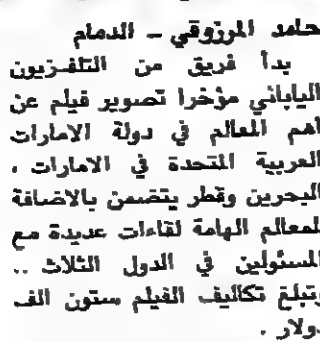 حامد المرزوقي – الدمام
بدأ فريق من التلفزيون
الياباني مؤخرا تصوير فيلم عن
اهم المعالم في دولة الامارات
العربية المتحدة في الامارات ،
البحرين وقطر يتضمن بالاضافة
للمعالم الهامة لقاءات عديدة مع
المسئولين في الدول الثلاث ..
وتبلغ تكاليف الفيلم ستون الف
دولار .